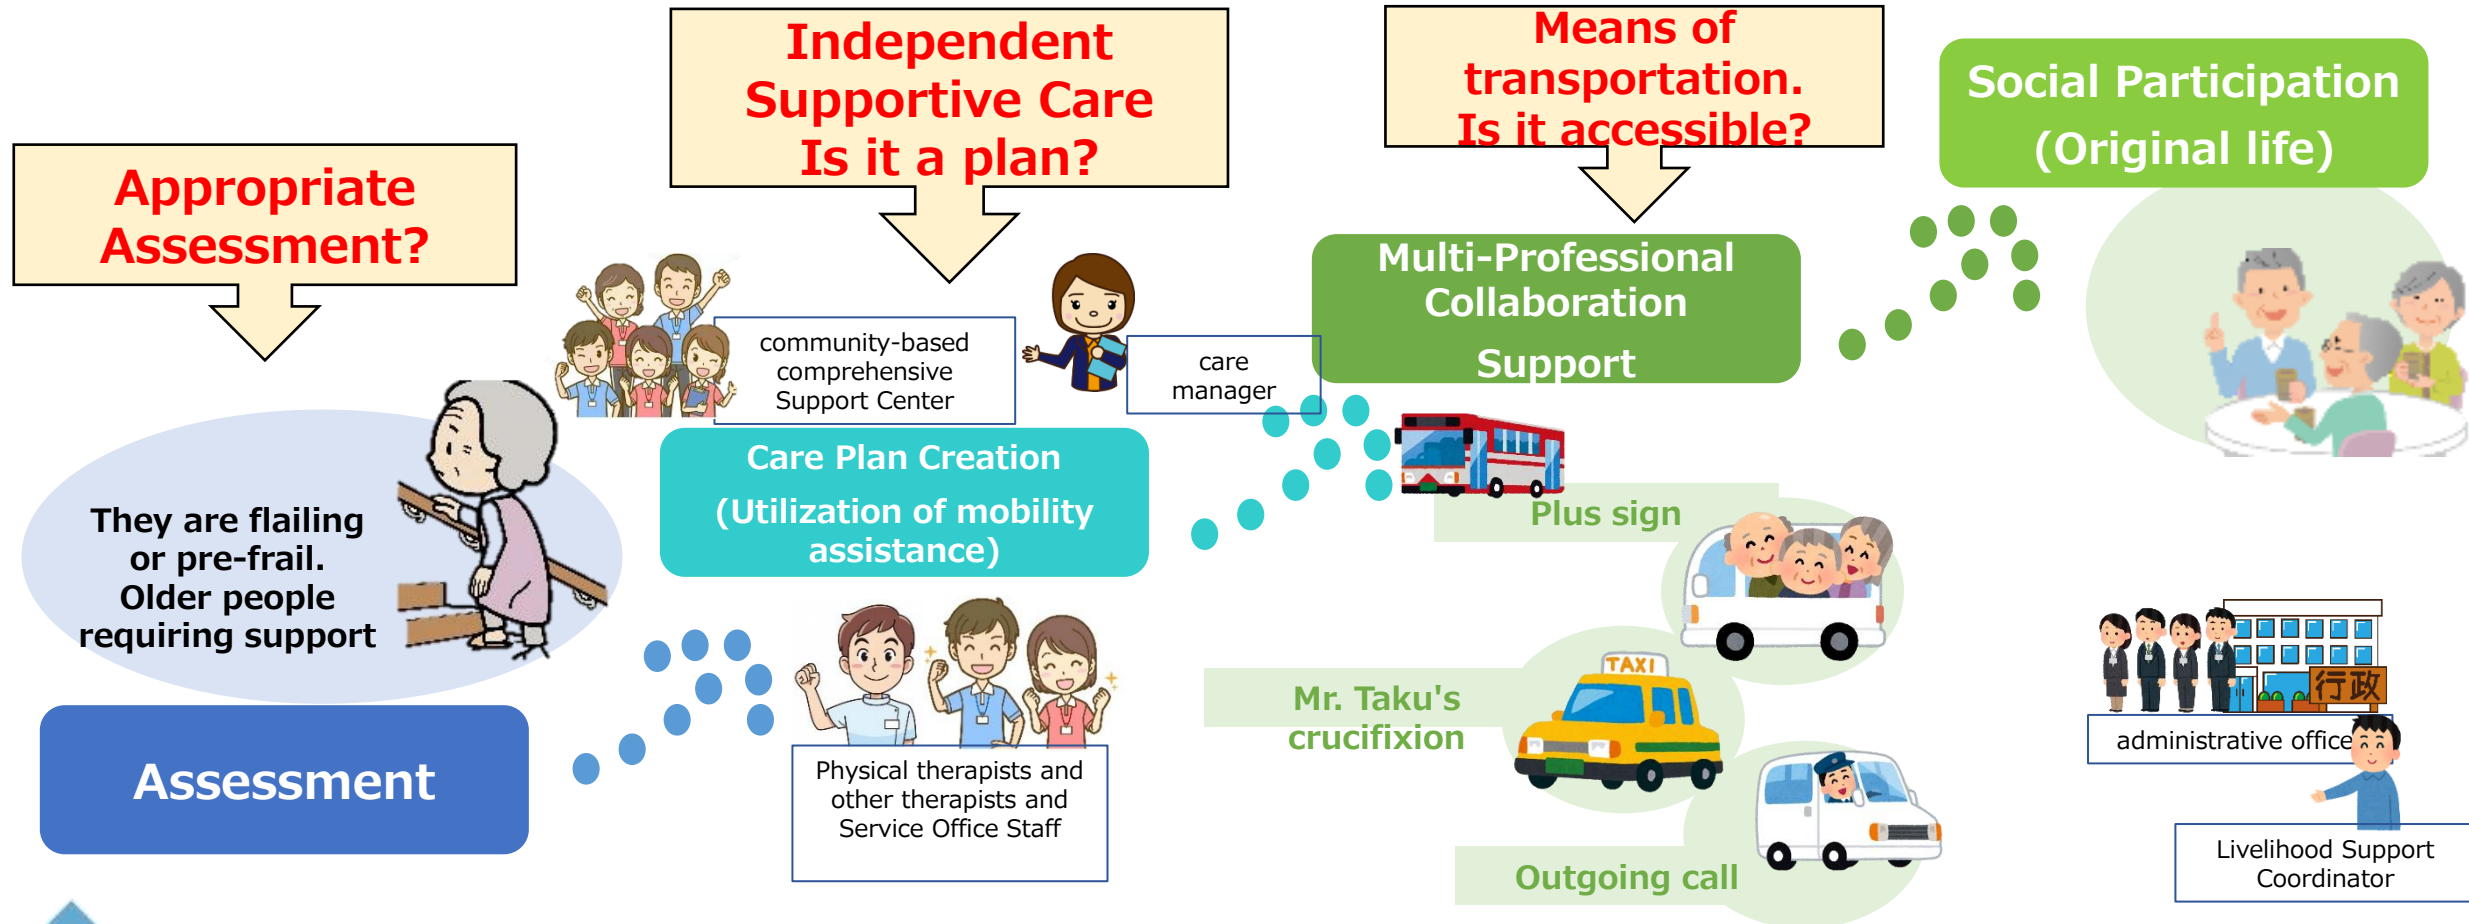 Appropriate
Assessment?
Independent
Supportive Care
Is it a plan?
Means of
transportation.
Is it accessible?
Social Participation
(Original life)
They are flailing
or pre-frail.
Older people
requiring support
Assessment
community-based
comprehensive
Support Center
care
manager
Care Plan Creation
(Utilization of mobility
assistance)
Physical therapists and
other therapists and
Service Office Staff
Multi-Professional
Collaboration
Support
Plus sign
Mr. Taku's
crucifixion
TAXI
Outgoing call
行政
administrative office
Livelihood Support
Coordinator